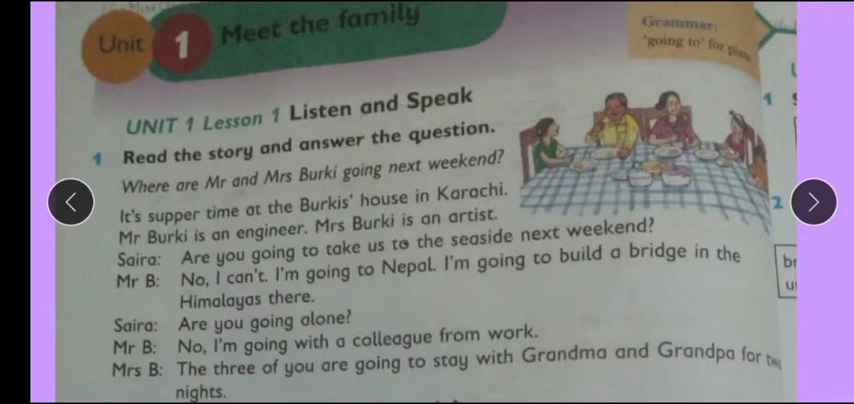 Unit 1 Meet the family
Grammar:
'going to' for plans
UNIT 1 Lesson 1 Listen and Speak
1 Read the story and answer the question.
Where are Mr and Mrs Burki going next weekend?
It's supper time at the Burkis' house in Karachi.
Mr Burki is an engineer. Mrs Burki is an artist.
Saira: Are you going to take us to the seaside next weekend?
Mr B: No, I can't. I'm going to Nepal. I'm going to build a bridge in the
Himalayas there.
Saira: Are you going alone?
Mr B: No, I'm going with a colleague from work.
Mrs B: The three of you are going to stay with Grandma and Grandpa for two
nights.
1
2